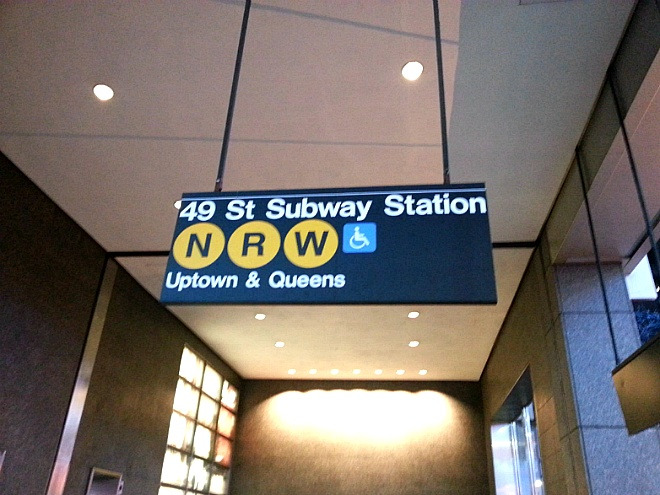 49 St Subway Station
N R W
Uptown & Queens